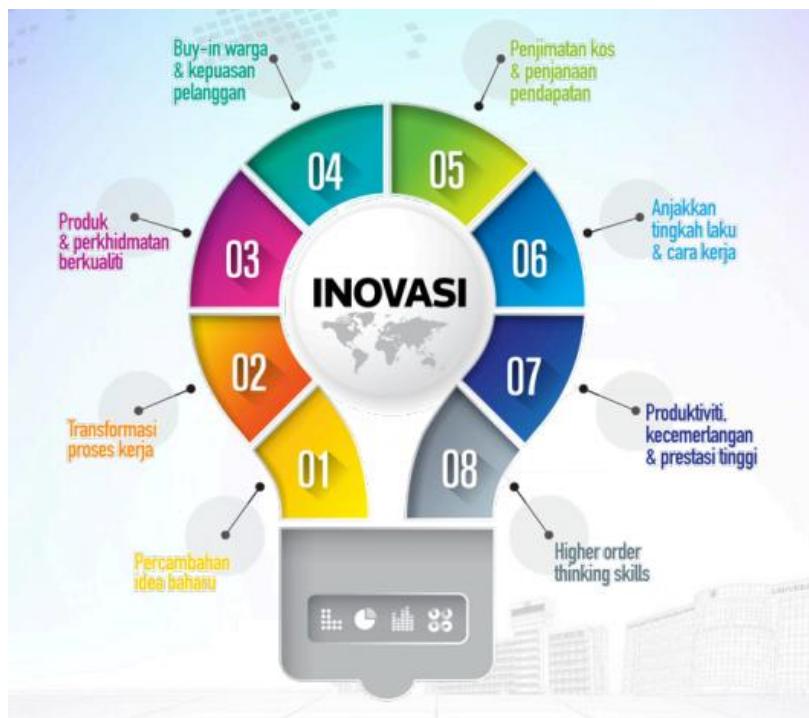 Buy-in warga
& kepuasan
pelanggan
Penjimatan kos
& penjanaan
pendapatan
04
05
Produk
& perkhidmatan
berkualiti
03
Anjakkan
tingkah laku
& cara kerja
06
INOVASI
02
Transformasi
proses kerja
07
Produktiviti,
kecemerlangan
& prestasi tinggi
01
Percambahan
idea baharu
08
Higher order
thinking skills